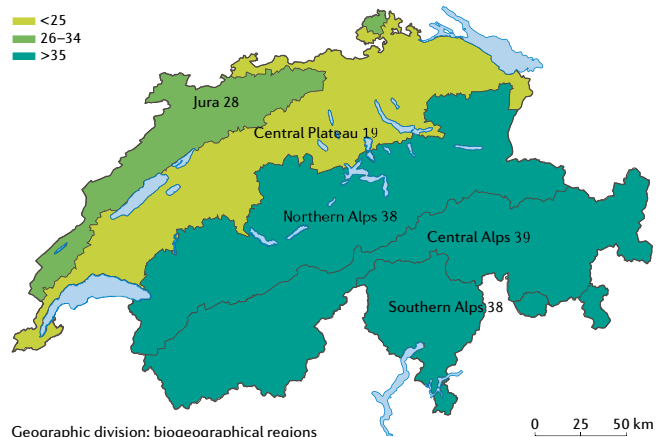 <25
26–34
>35
Jura 28
Central Plateau 19
Northern Alps 38
Central Alps 39
Southern Alps 38
Geographic division: biogeographical regions
0 25 50 km